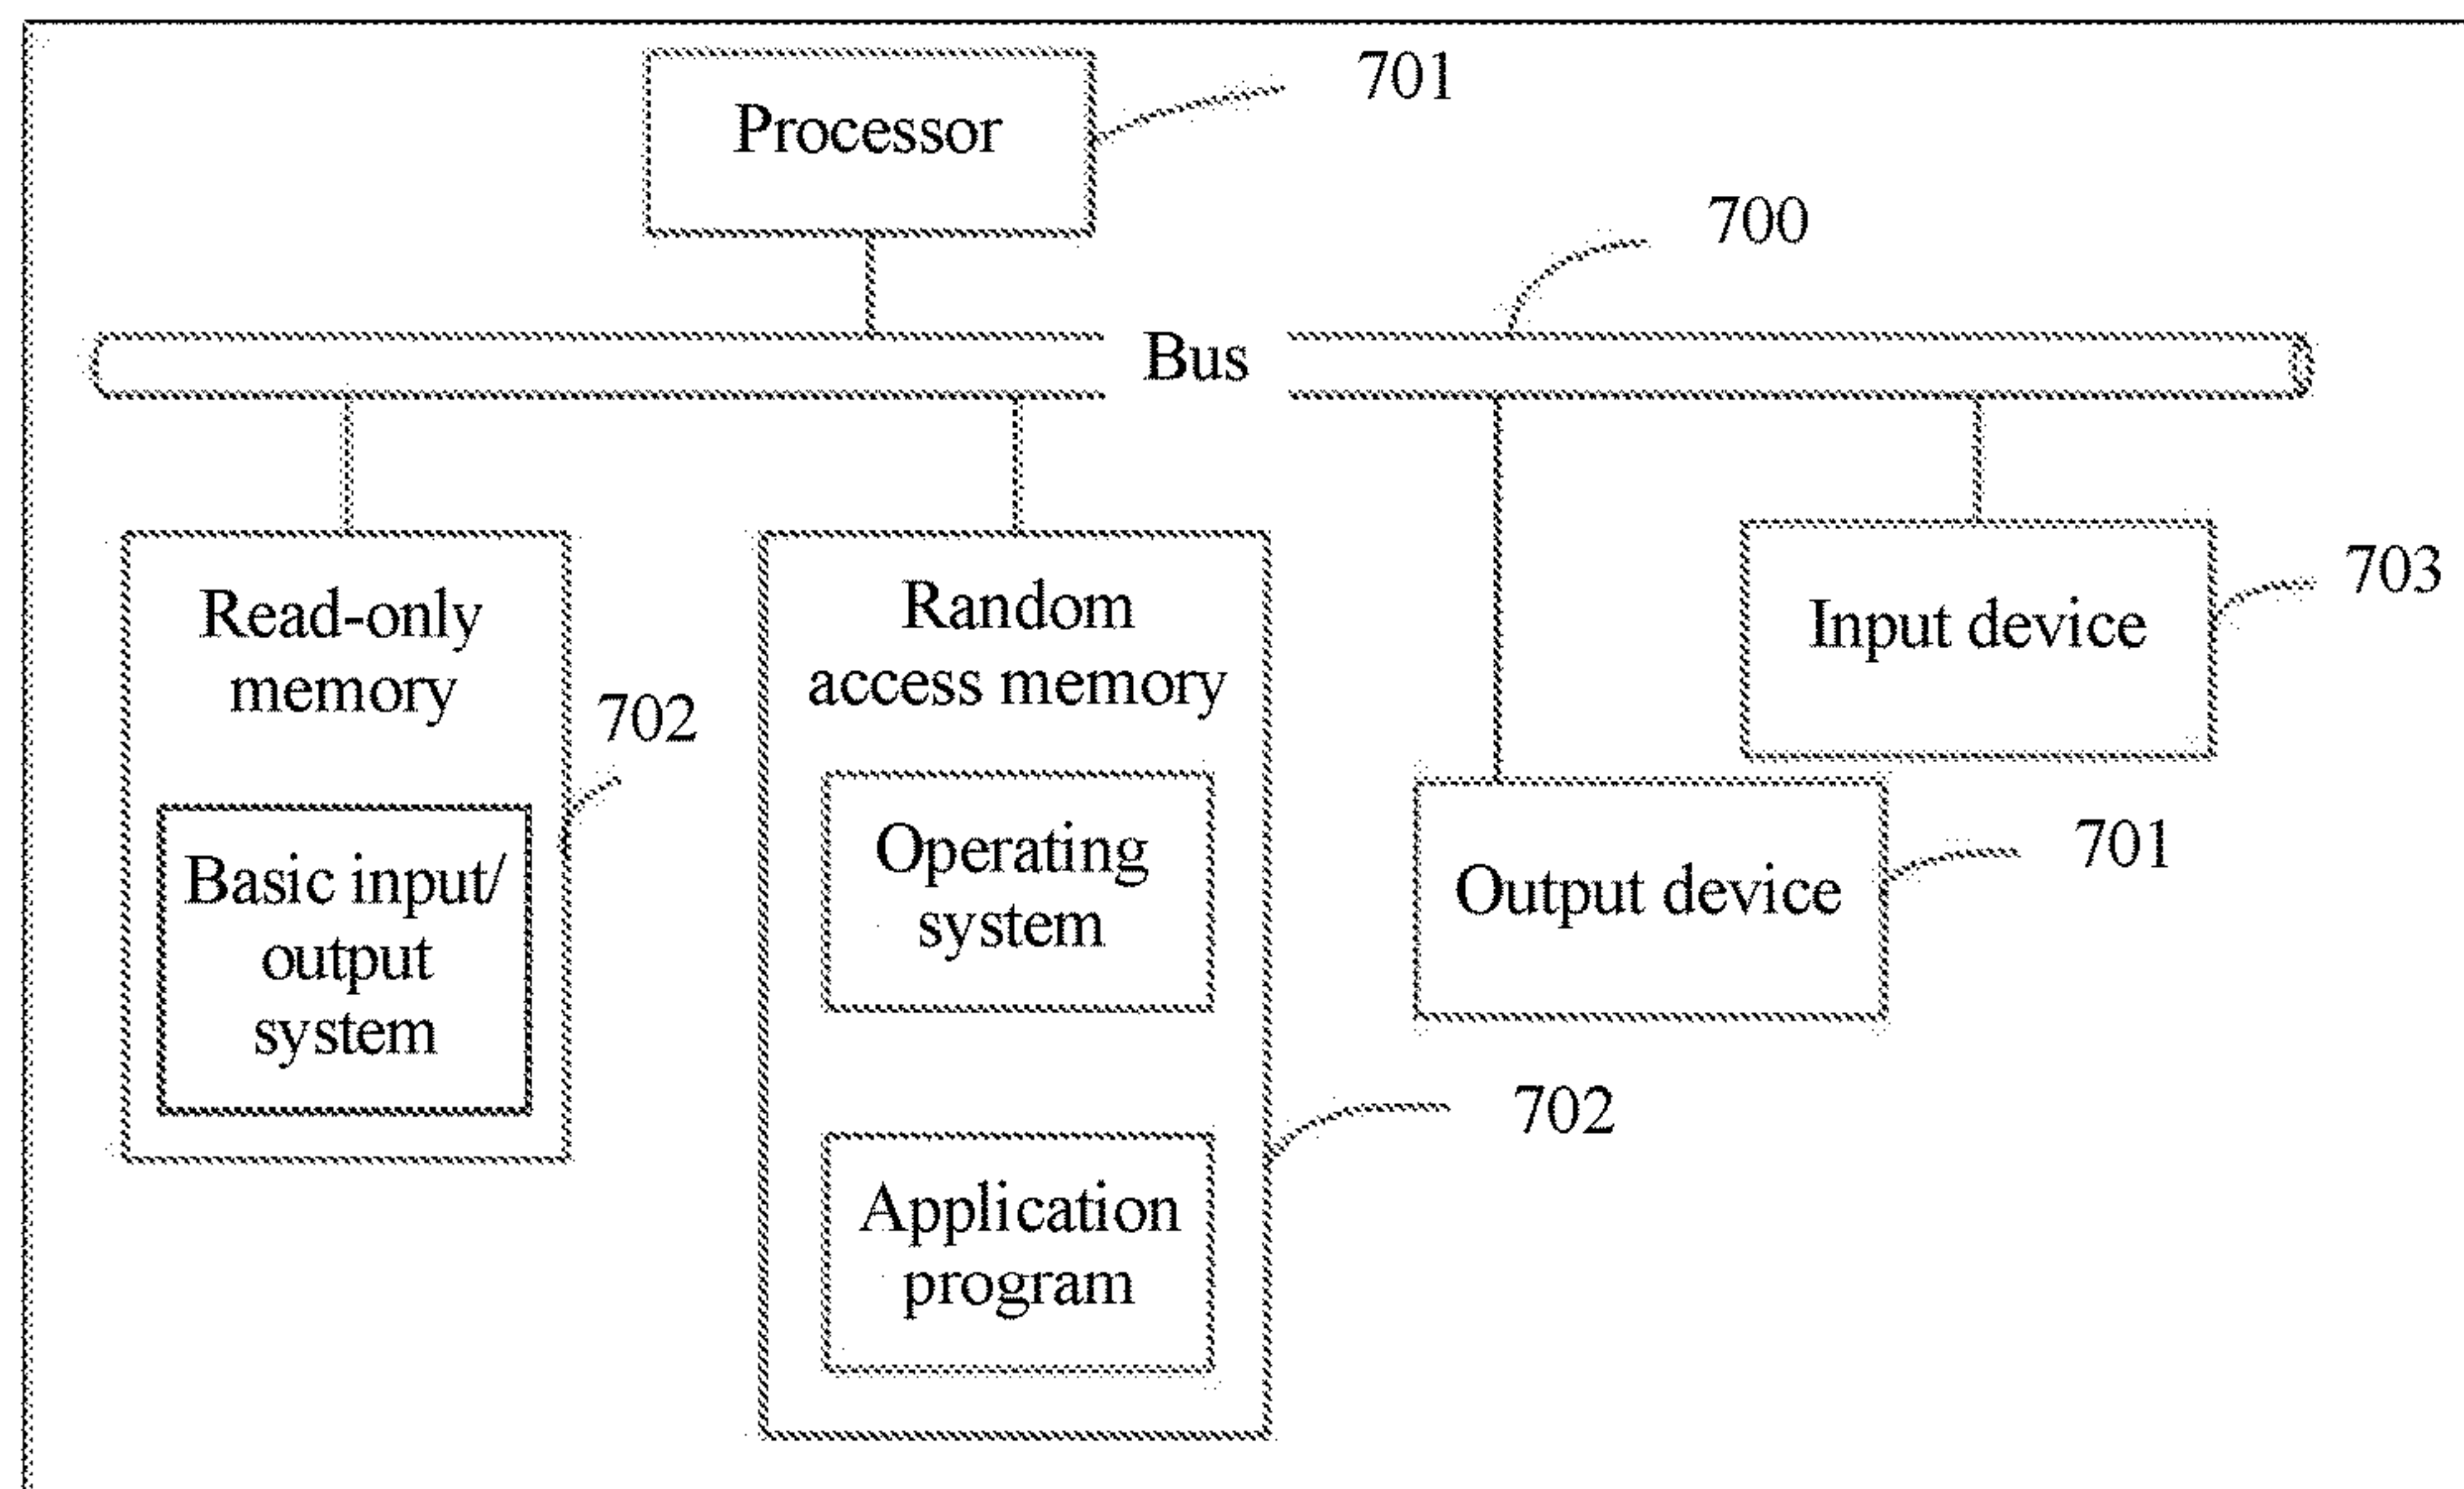 Processor
701
700
Bus
Read-only
memory
702
Basic input/
output
system
Random
access memory
Operating
system
Application
program
702
Input device
703
Output device
701